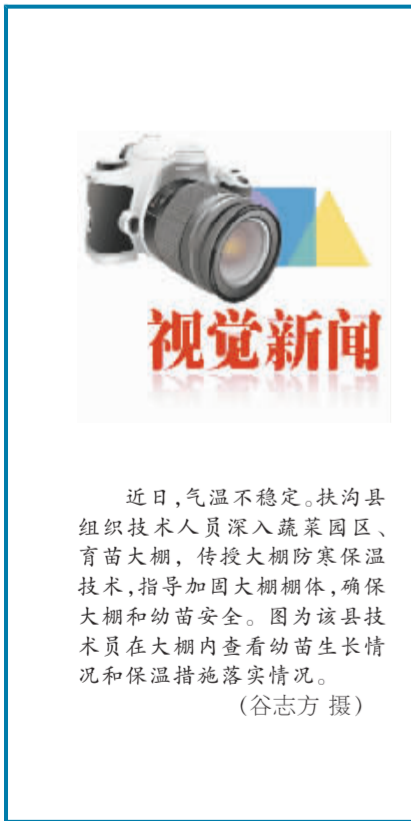 视觉新闻
近日，气温不稳定。扶沟县
组织技术人员深入蔬菜园区、
育苗大棚，传授大棚防寒保温
技术，指导加固大棚棚体，确保
大棚和幼苗安全。图为该县技
术员在大棚内查看幼苗生长情
况和保温措施落实情况。
（谷志方 摄）